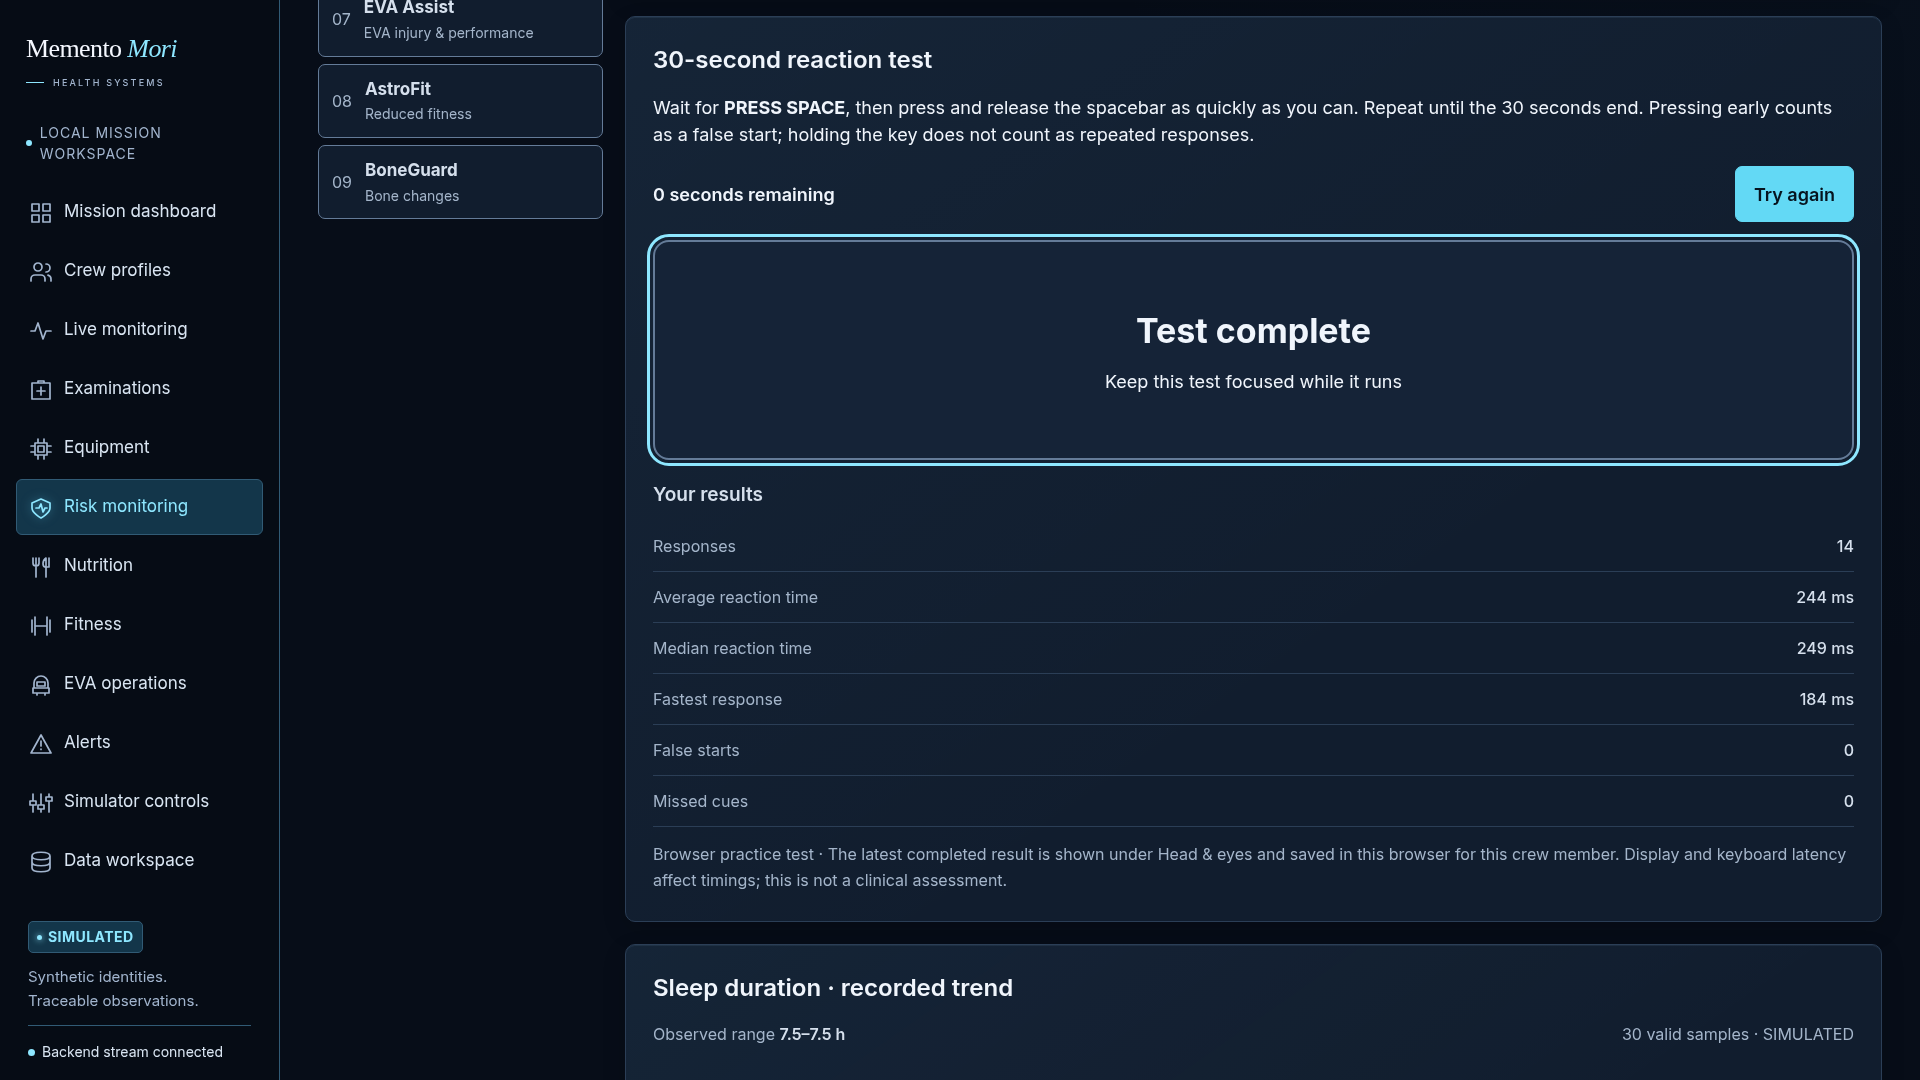 Memento Mori
HEALTH SYSTEMS
LOCAL MISSION
WORKSPACE
Mission dashboard
Crew profiles
Live monitoring
Examinations
Equipment
Risk monitoring
Nutrition
Fitness
EVA operations
Alerts
Simulator controls
Data workspace
SIMULATED
Synthetic identities.
Traceable observations.
Backend stream connected
07
EVA Assist
EVA injury & performance
08
AstroFit
Reduced fitness
09
BoneGuard
Bone changes
30-second reaction test
Wait for PRESS SPACE, then press and release the spacebar as quickly as you can. Repeat until the 30 seconds end. Pressing early counts
as a false start; holding the key does not count as repeated responses.
0 seconds remaining
Try again
Test complete
Keep this test focused while it runs
Your results
Responses 14
Average reaction time 244 ms
Median reaction time 249 ms
Fastest response 184 ms
False starts 0
Missed cues 0
Browser practice test · The latest completed result is shown under Head & eyes and saved in this browser for this crew member. Display and keyboard latency
affect timings; this is not a clinical assessment.
Sleep duration · recorded trend
Observed range 7.5–7.5 h
30 valid samples · SIMULATED